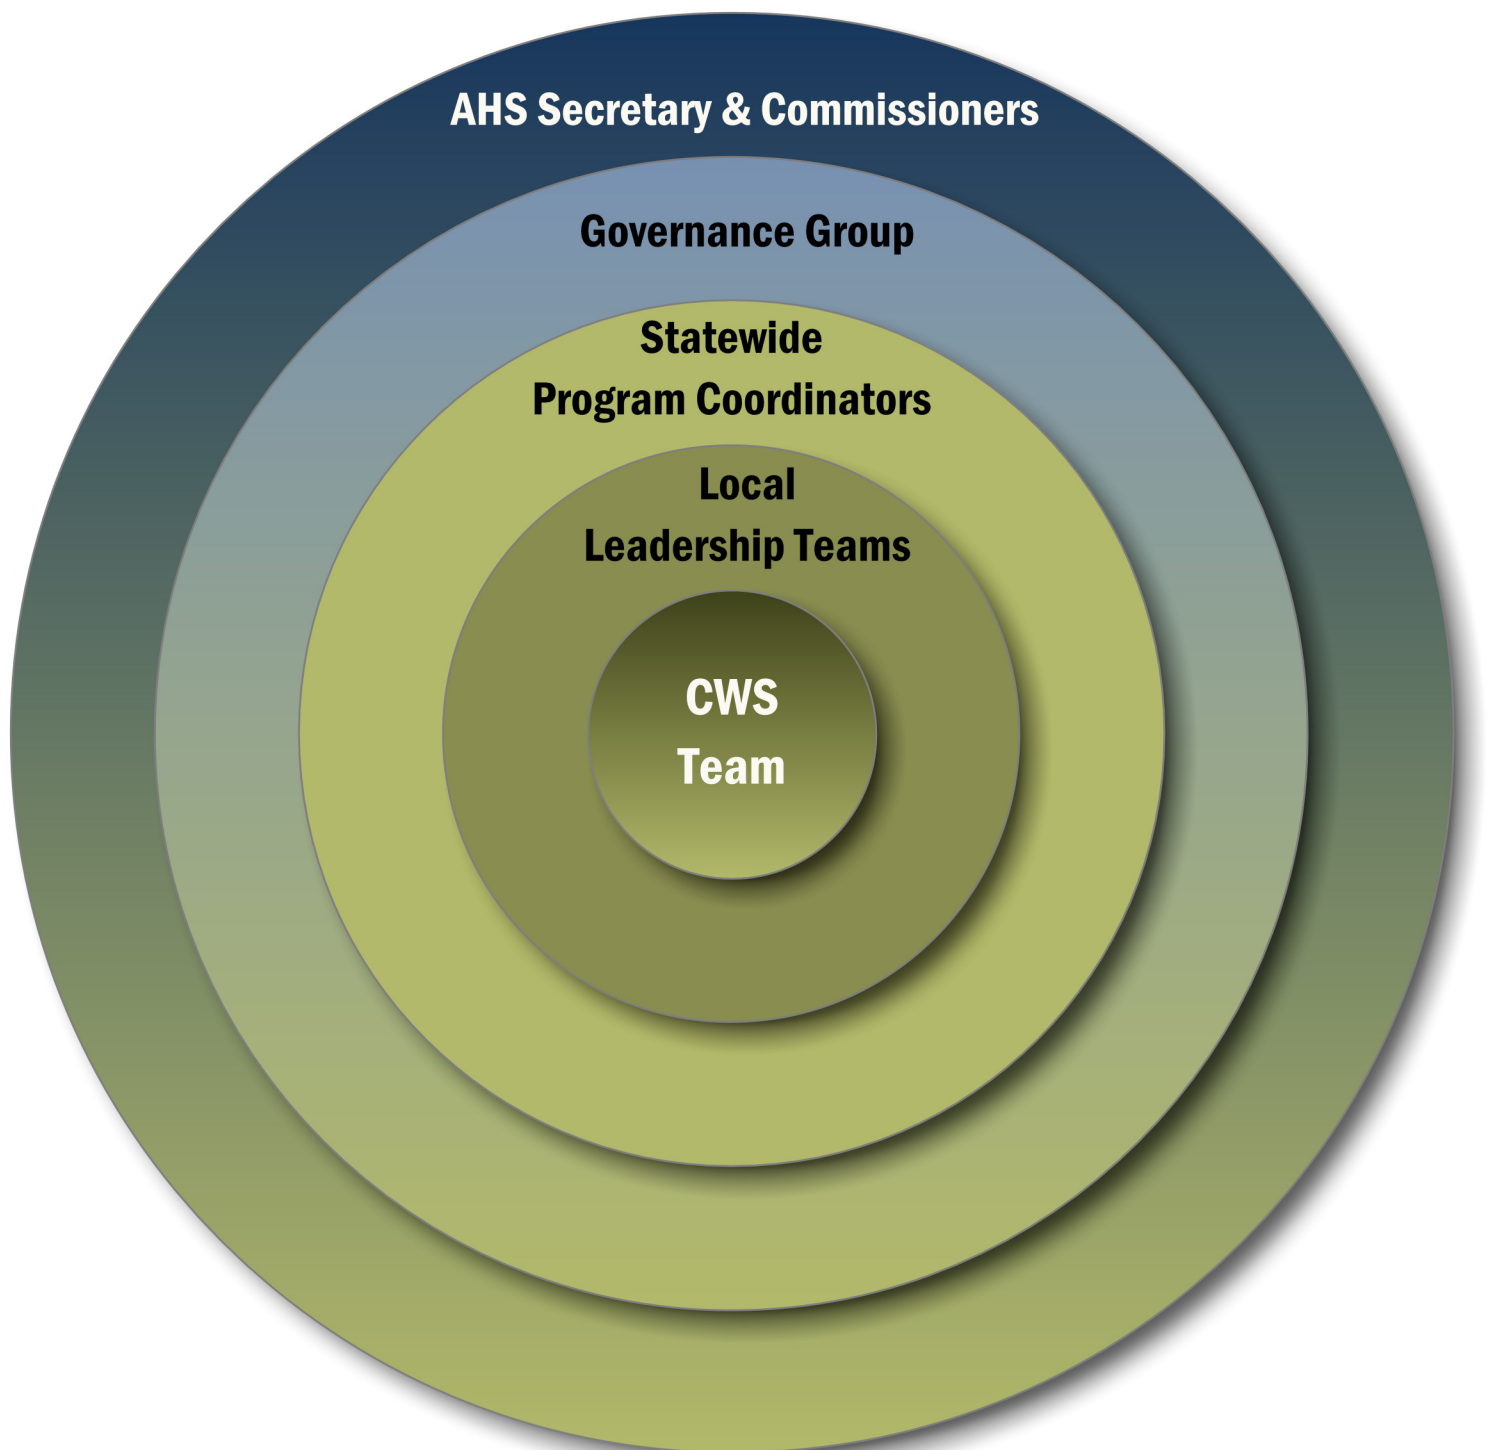 AHS Secretary & Commissioners
Governance Group
Statewide
Program Coordinators
Local
Leadership Teams
CWS
Team